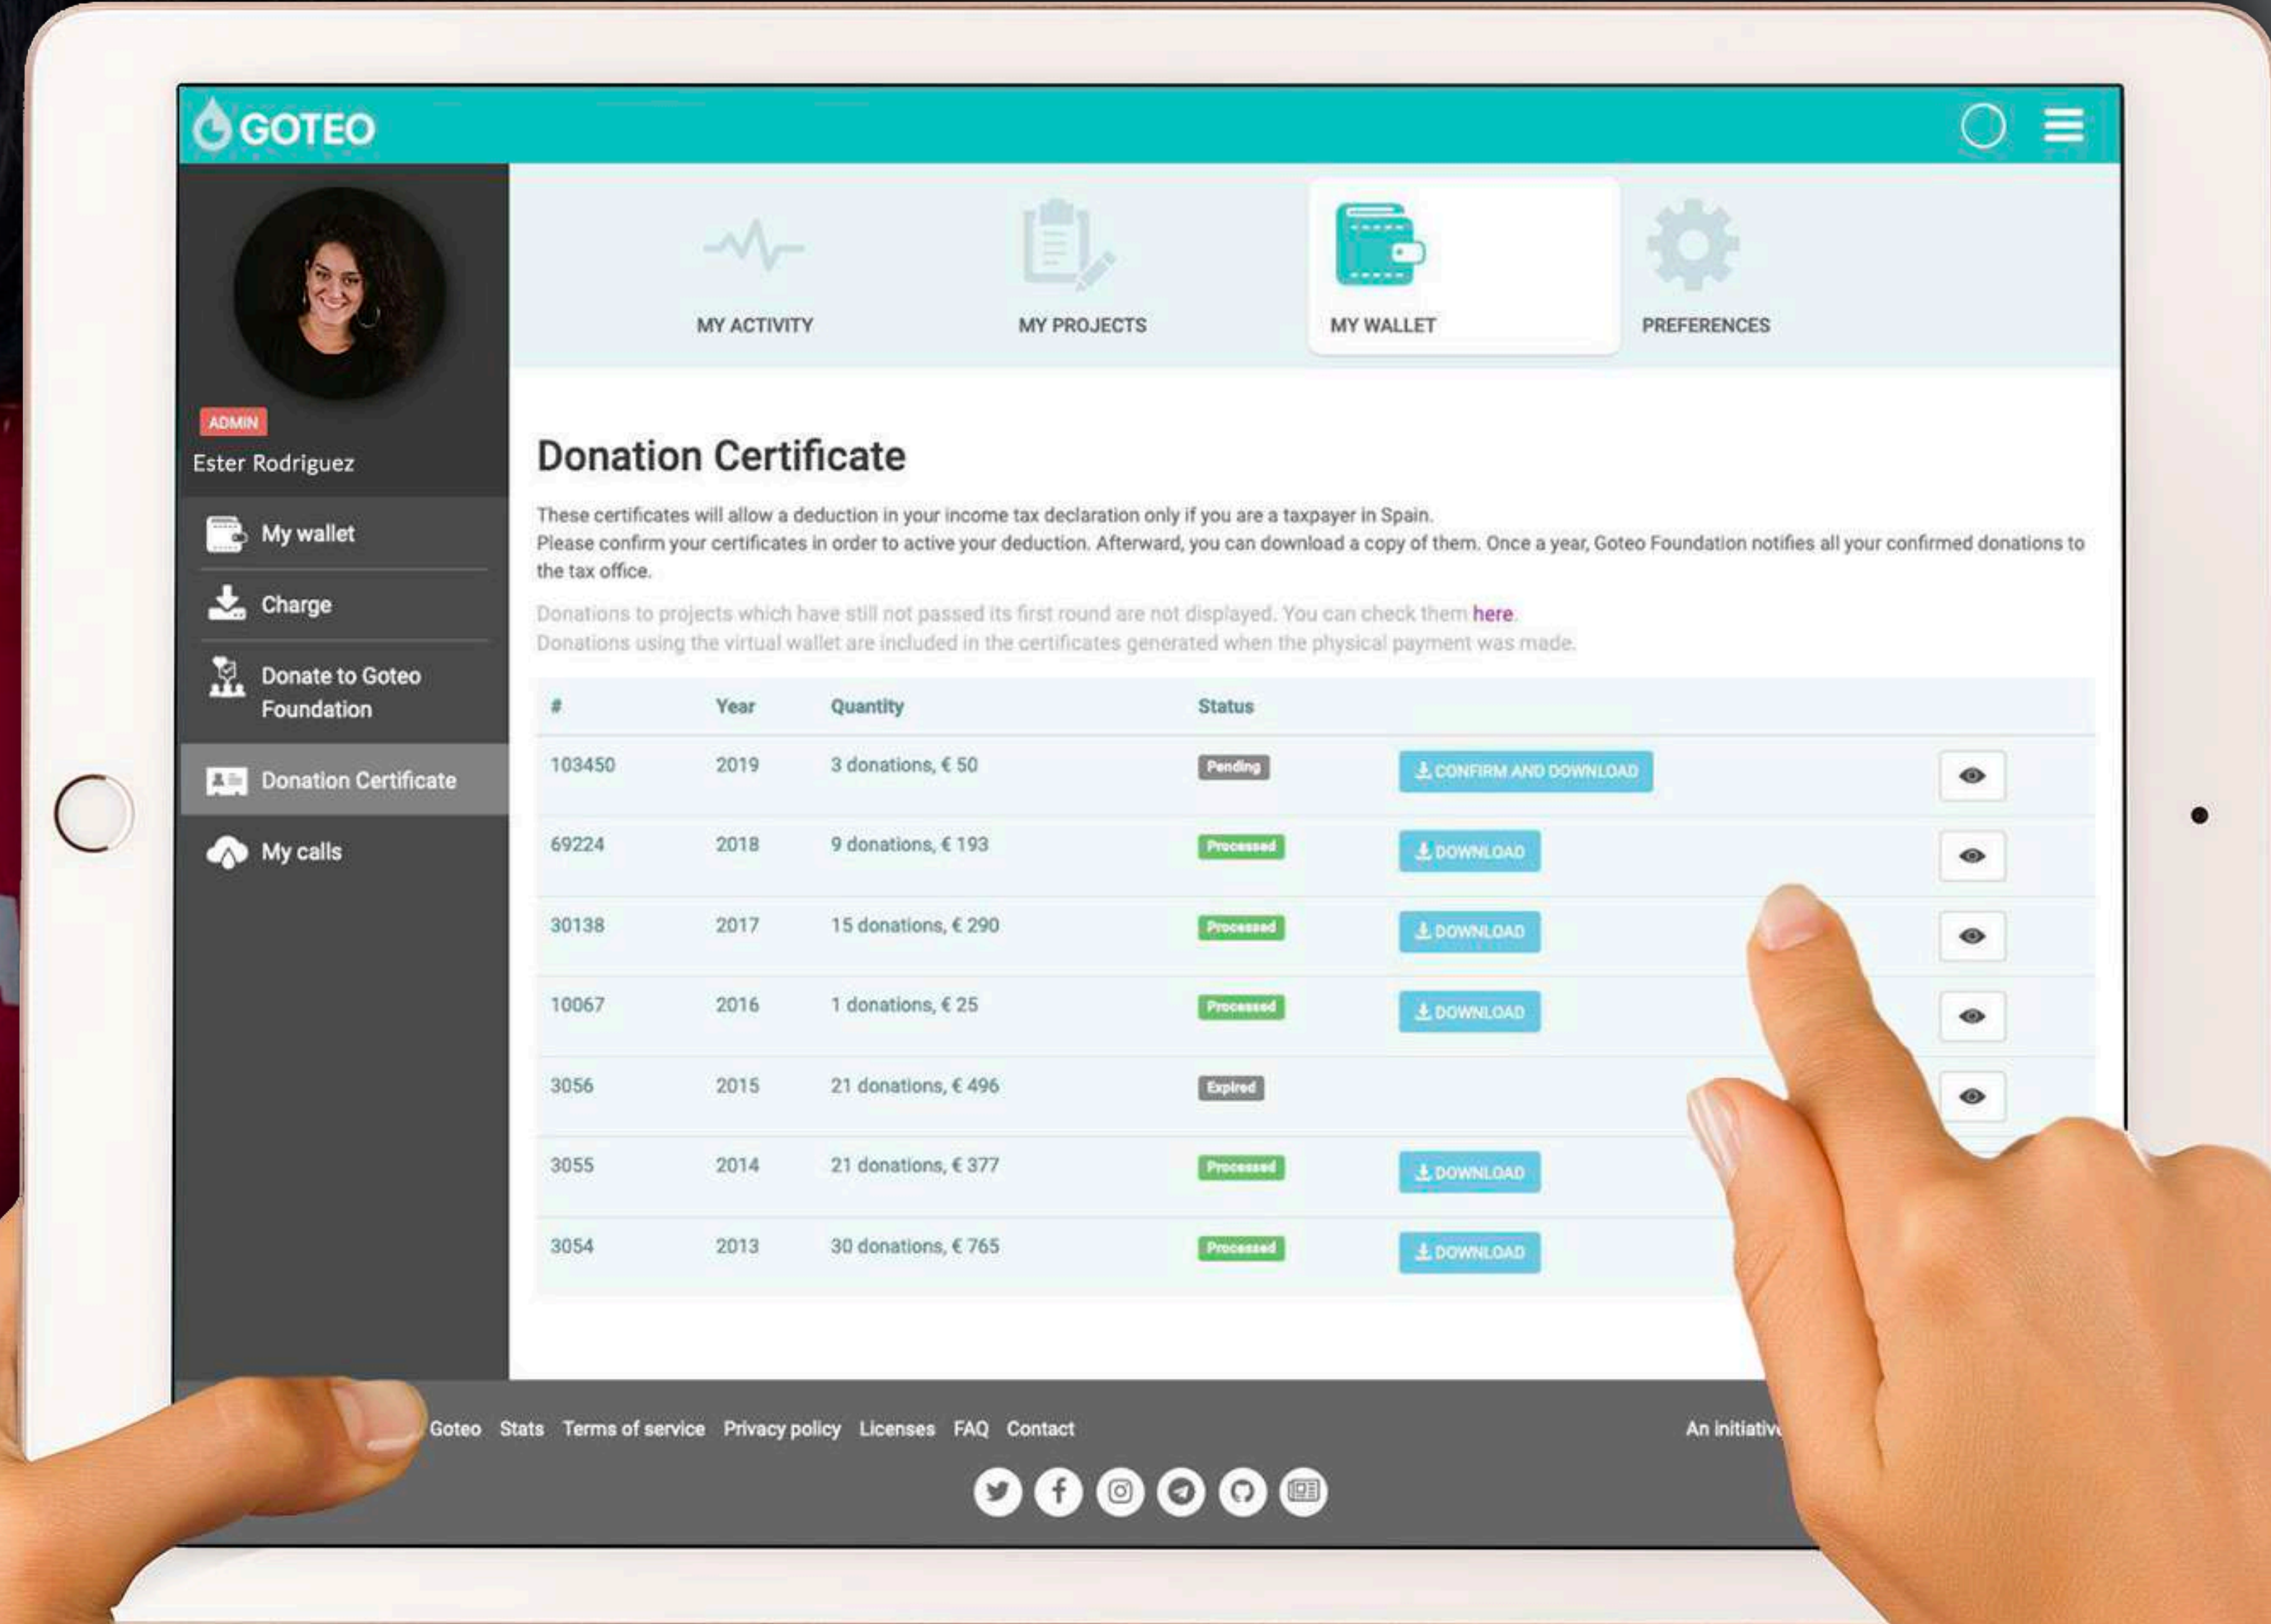 GOTEO
MY ACTIVITY
MY PROJECTS
MY WALLET
PREFERENCES
ADMIN
Ester Rodriguez
My wallet
Charge
Donate to Goteo
Foundation
Donation Certificate
My calls
Donation Certificate
These certificates will allow a deduction in your income tax declaration only if you are a taxpayer in Spain.
Please confirm your certificates in order to active your deduction. Afterward, you can download a copy of them. Once a year, Goteo Foundation notifies all your confirmed donations to
the tax office.
Donations to projects which have still not passed its first round are not displayed. You can check them here.
Donations using the virtual wallet are included in the certificates generated when the physical payment was made.
# Year Quantity Status
103450 2019 3 donations, € 50 Pending CONFIRM AND DOWNLOAD
69224 2018 9 donations, € 193 Processed DOWNLOAD
30138 2017 15 donations, € 290 Processed DOWNLOAD
10067 2016 1 donations, € 25 Processed DOWNLOAD
3056 2015 21 donations, € 496 Expired
3055 2014 21 donations, € 377 Processed DOWNLOAD
3054 2013 30 donations, € 765 Processed DOWNLOAD
Goteo Stats Terms of service Privacy policy Licenses FAQ Contact
An initiative